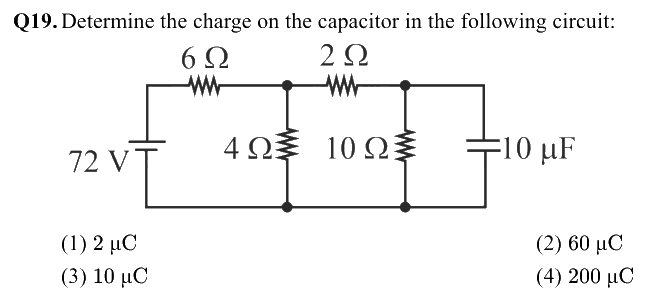 Q19. Determine the charge on the capacitor in the following circuit:
6 Ω 2 Ω
72 V 4 Ω 10 Ω 10 μF
(1) 2 μC (2) 60 μC
(3) 10 μC (4) 200 μC